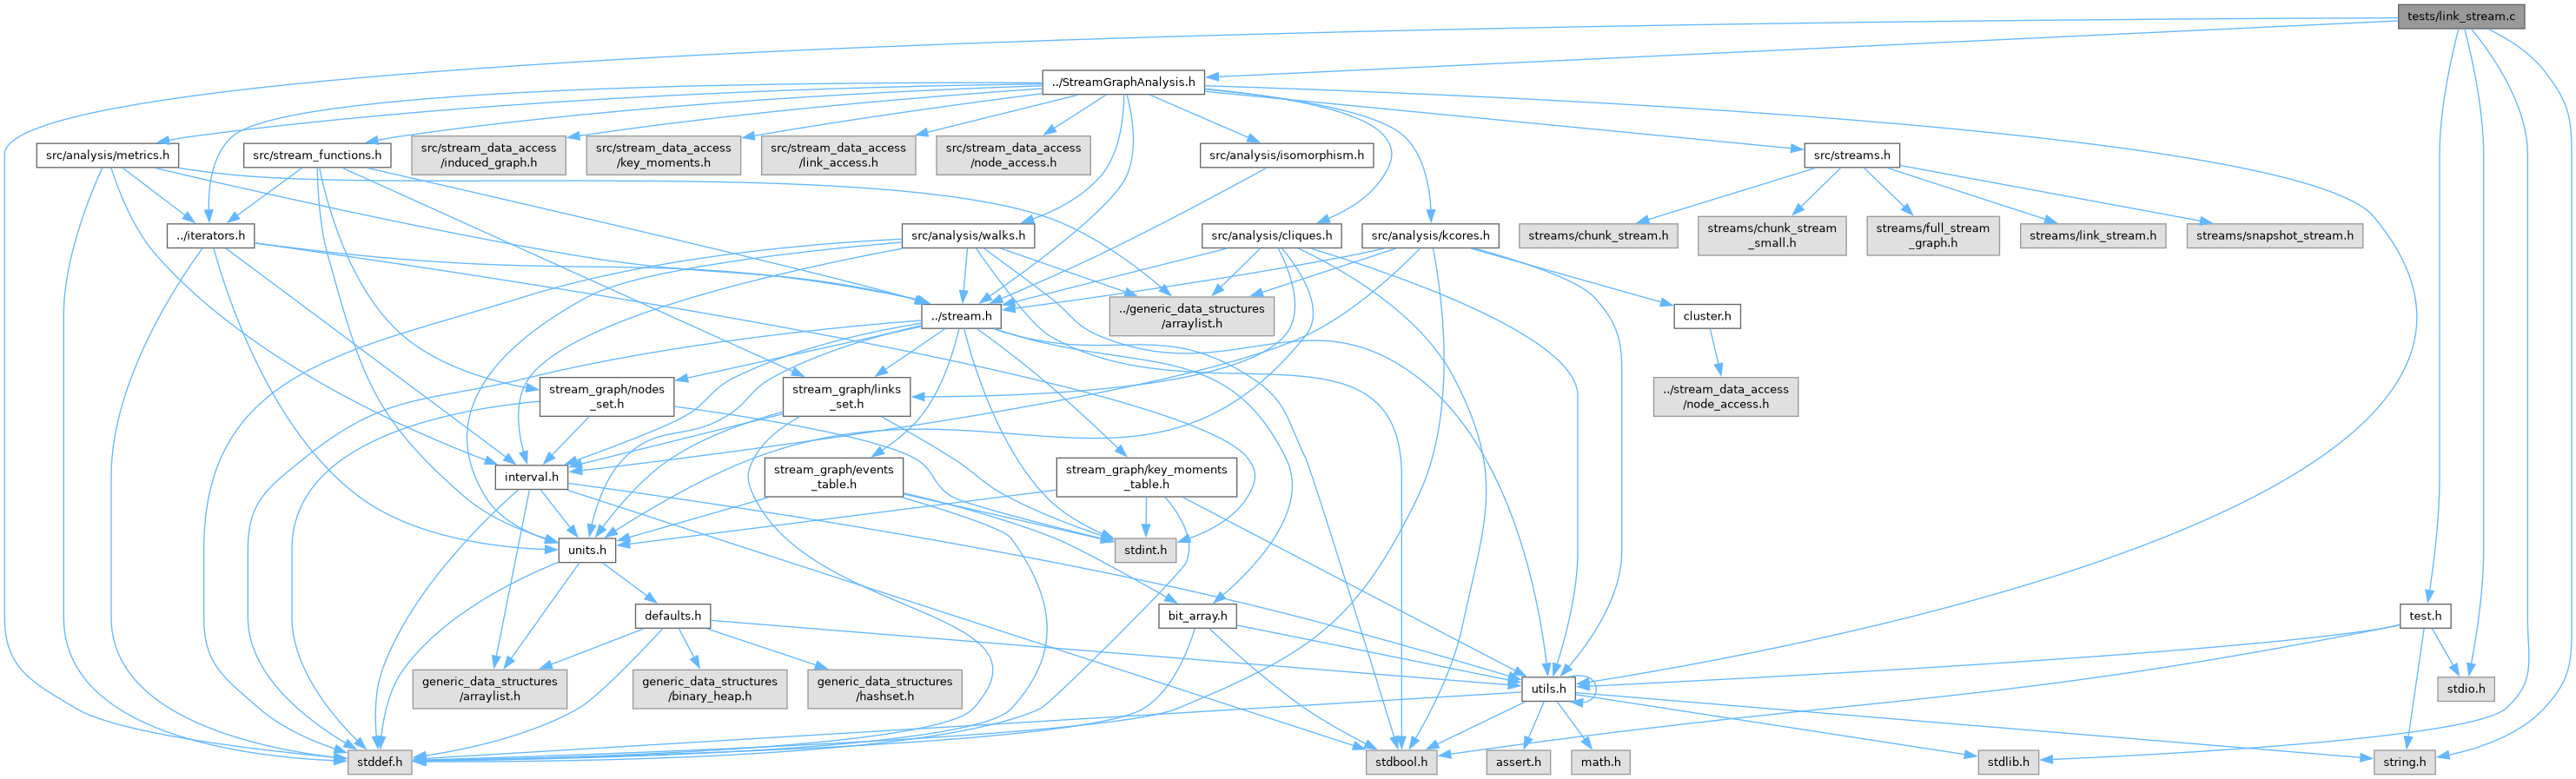 tests/link_stream.c
../StreamGraphAnalysis.h
src/analysis/metrics.h
src/stream_functions.h
src/stream_data_access
/induced_graph.h
src/stream_data_access
/key_moments.h
src/stream_data_access
/link_access.h
src/stream_data_access
/node_access.h
src/analysis/isomorphism.h
src/streams.h
../iterators.h
src/analysis/walks.h
src/analysis/cliques.h
src/analysis/kcores.h
streams/chunk_stream.h
streams/chunk_stream
_small.h
streams/full_stream
_graph.h
streams/link_stream.h
streams/snapshot_stream.h
../stream.h
../generic_data_structures
/arraylist.h
cluster.h
stream_graph/nodes
_set.h
stream_graph/links
_set.h
../stream_data_access
/node_access.h
interval.h
stream_graph/events
_table.h
stream_graph/key_moments
_table.h
units.h
stdint.h
defaults.h
bit_array.h
test.h
generic_data_structures
/arraylist.h
generic_data_structures
/binary_heap.h
generic_data_structures
/hashset.h
utils.h
stdio.h
stddef.h
stdbool.h
assert.h
math.h
stdlib.h
string.h